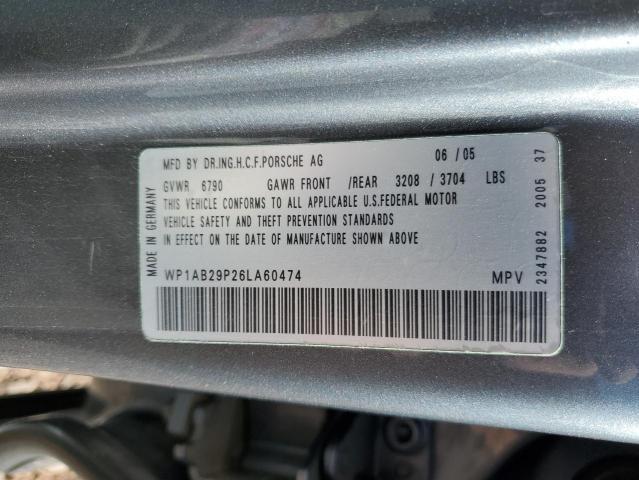 MFD BY DR.ING.H.C.F.PORSCHE AG 06 / 05
GVWR 6790 GAWR FRONT /REAR 3208 / 3704 LBS
THIS VEHICLE CONFORMS TO ALL APPLICABLE U.S.FEDERAL MOTOR
VEHICLE SAFETY AND THEFT PREVENTION STANDARDS
IN EFFECT ON THE DATE OF MANUFACTURE SHOWN ABOVE
WP1AB29P26LA60474 MPV
MADE IN GERMANY
2347882 2005 37